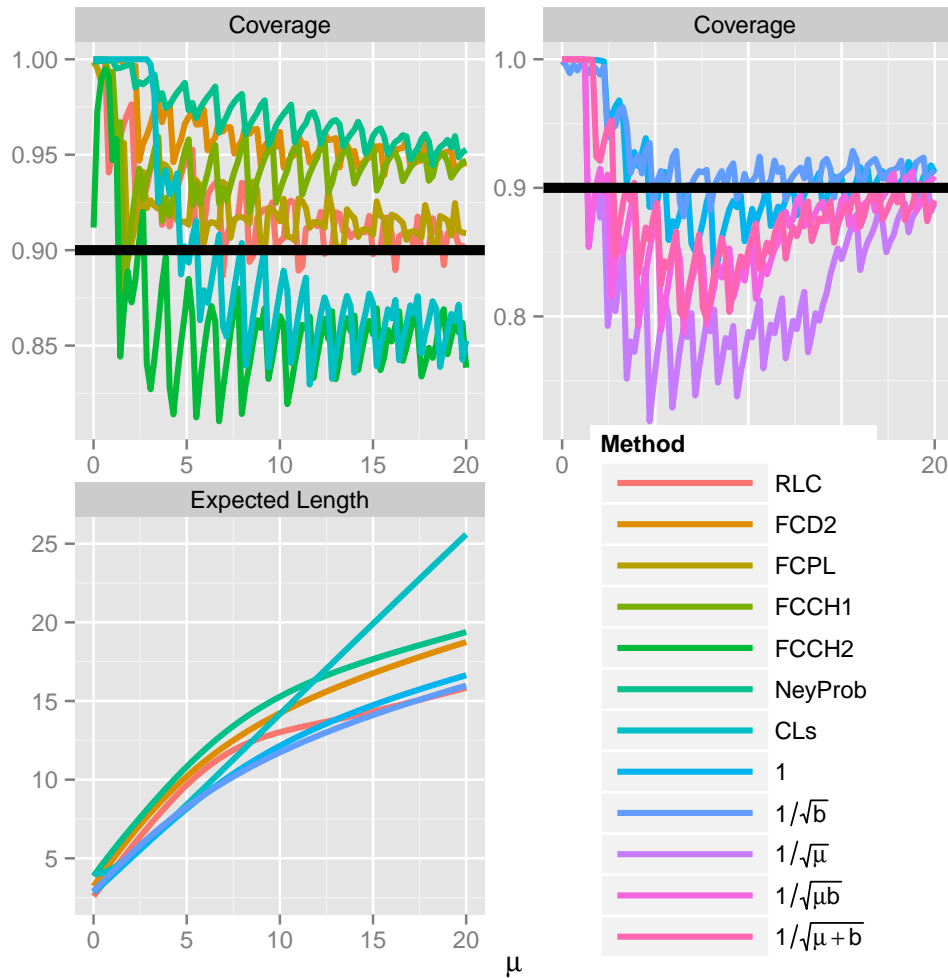 Coverage
1.00
0.95
0.90
0.85
0 5 10 15 20
Coverage
1.0
0.9
0.8
0 20
Expected Length
25
20
15
10
5
0 5 10 15 20
μ
Method
RLC
FCD2
FCPL
FCCH1
FCCH2
NeyProb
CLs
1
1/√b
1/√μ
1/√μb
1/√μ + b